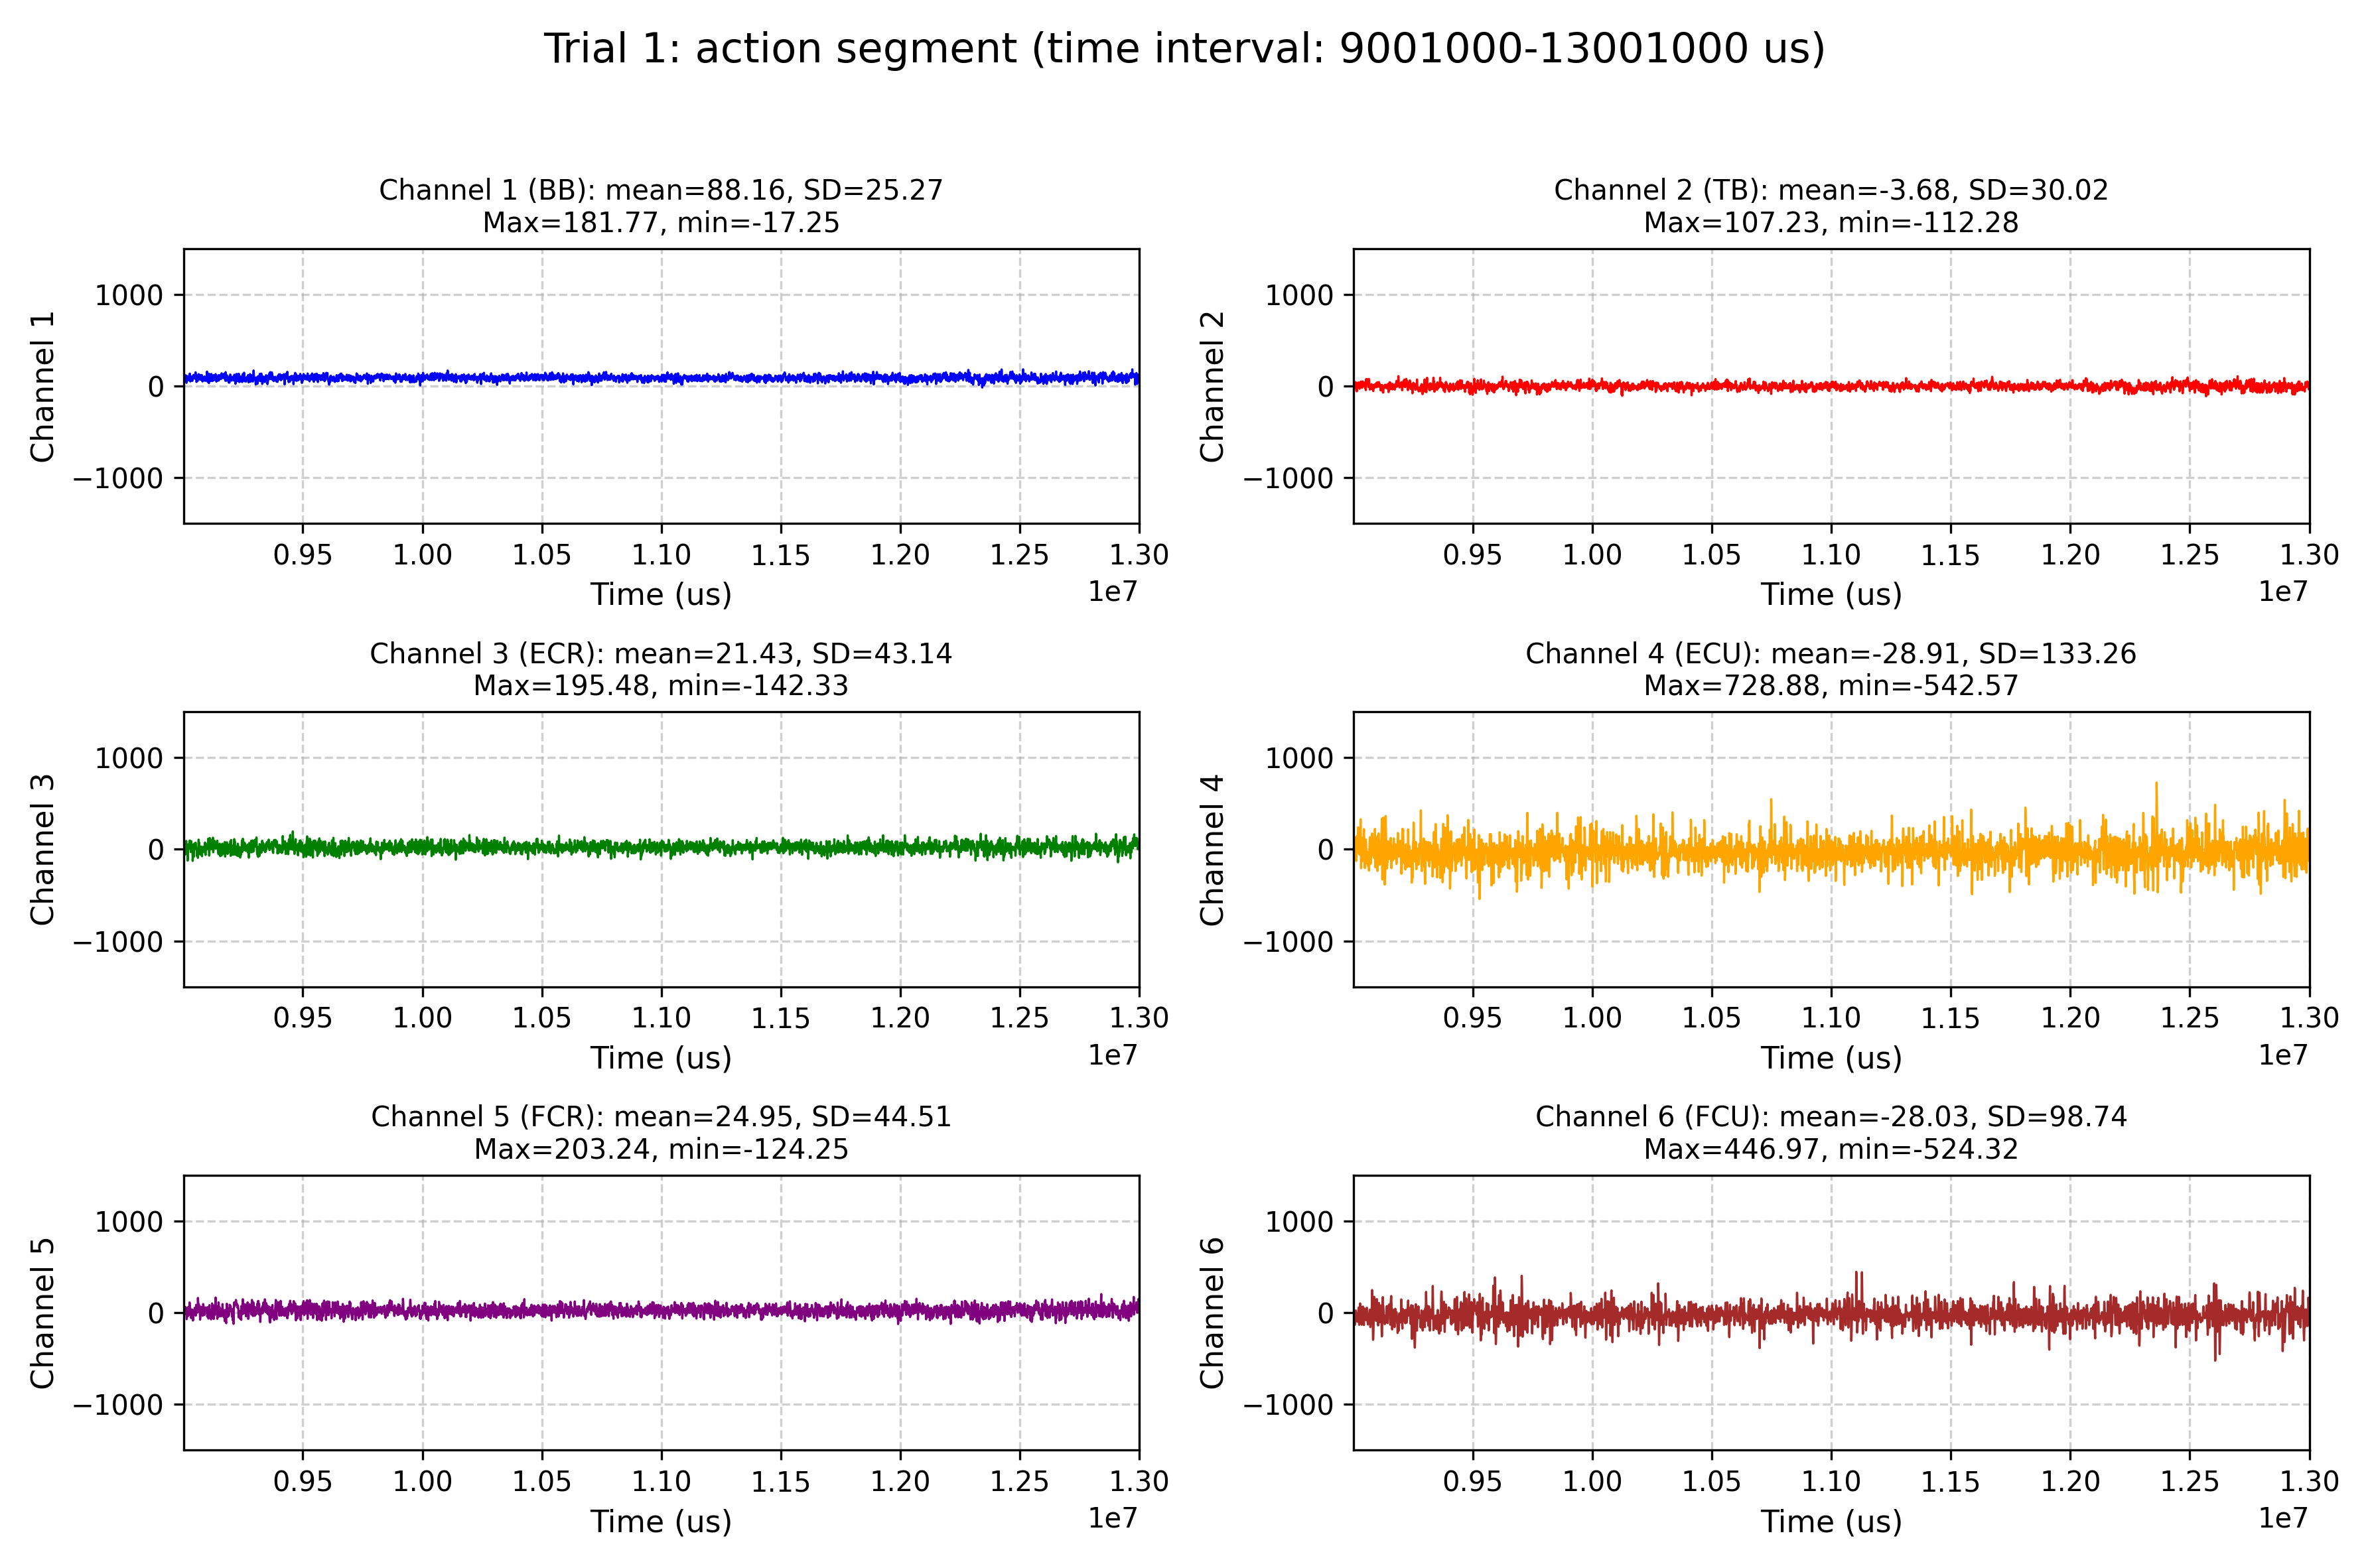 Trial 1: action segment (time interval: 9001000-13001000 us)
Channel 1 (BB): mean=88.16, SD=25.27
Max=181.77, min=-17.25
Channel 1
1000
0
−1000
0.95 1.00 1.05 1.10 1.15 1.20 1.25 1.30
Time (us)
1e7
Channel 2 (TB): mean=-3.68, SD=30.02
Max=107.23, min=-112.28
Channel 2
1000
0
−1000
0.95 1.00 1.05 1.10 1.15 1.20 1.25 1.30
Time (us)
1e7
Channel 3 (ECR): mean=21.43, SD=43.14
Max=195.48, min=-142.33
Channel 3
1000
0
−1000
0.95 1.00 1.05 1.10 1.15 1.20 1.25 1.30
Time (us)
1e7
Channel 4 (ECU): mean=-28.91, SD=133.26
Max=728.88, min=-542.57
Channel 4
1000
0
−1000
0.95 1.00 1.05 1.10 1.15 1.20 1.25 1.30
Time (us)
1e7
Channel 5 (FCR): mean=24.95, SD=44.51
Max=203.24, min=-124.25
Channel 5
1000
0
−1000
0.95 1.00 1.05 1.10 1.15 1.20 1.25 1.30
Time (us)
1e7
Channel 6 (FCU): mean=-28.03, SD=98.74
Max=446.97, min=-524.32
Channel 6
1000
0
−1000
0.95 1.00 1.05 1.10 1.15 1.20 1.25 1.30
Time (us)
1e7